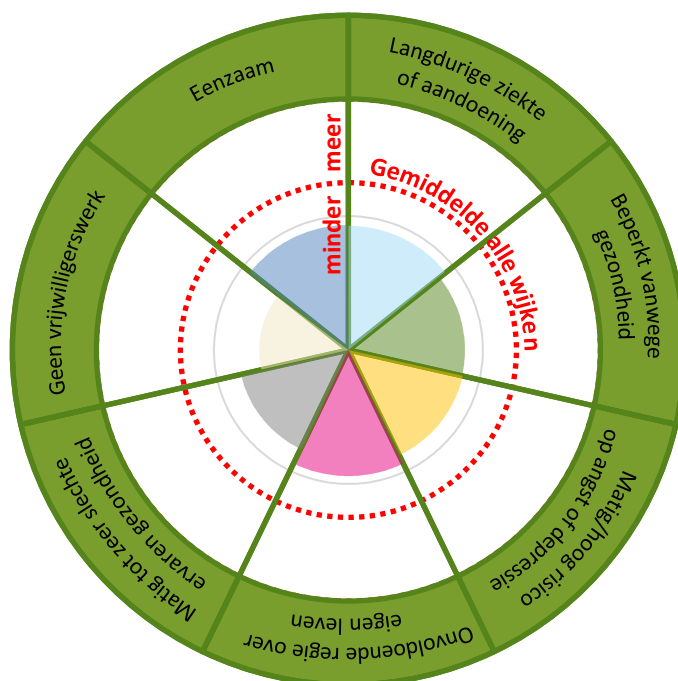 Langdurige ziekte
of aandoening
Beperkt vanwege
gezondheid
Matig/hoog risico
op angst of depressie
Onvoldoende regie over
eigen leven
Matig tot zeer slechte
ervaren gezondheid
Geen vrijwilligerswerk
Eenzaam
meer
minder
Gemiddelde alle wijken